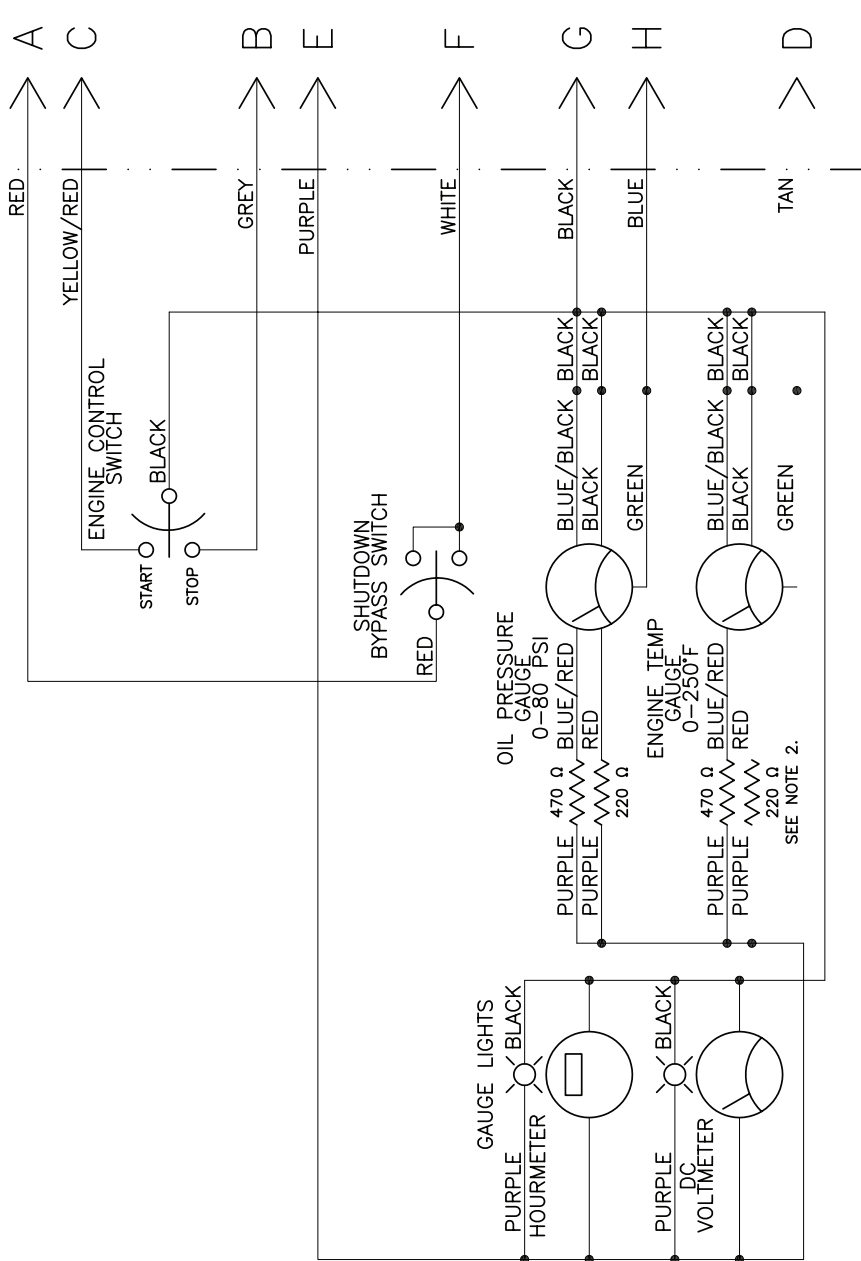 A
C
B
E
F
G
H
D
RED
YELLOW/RED
GREY
PURPLE
WHITE
BLACK
BLUE
TAN
ENGINE CONTROL
SWITCH
BLACK
START
STOP
SHUTDOWN
BYPASS SWITCH
RED
BLACK
BLACK
BLUE/BLACK
BLACK
GREEN
BLACK
BLACK
BLUE/BLACK
BLACK
GREEN
OIL PRESSURE
GAUGE
0-80 PSI
BLUE/RED
RED
470 Ω
220 Ω
PURPLE
PURPLE
ENGINE TEMP
GAUGE
0-250°F
BLUE/RED
RED
470 Ω
220 Ω
SEE NOTE 2.
PURPLE
PURPLE
GAUGE LIGHTS
BLACK
PURPLE
HOURMETER
BLACK
PURPLE
DC
VOLTMETER